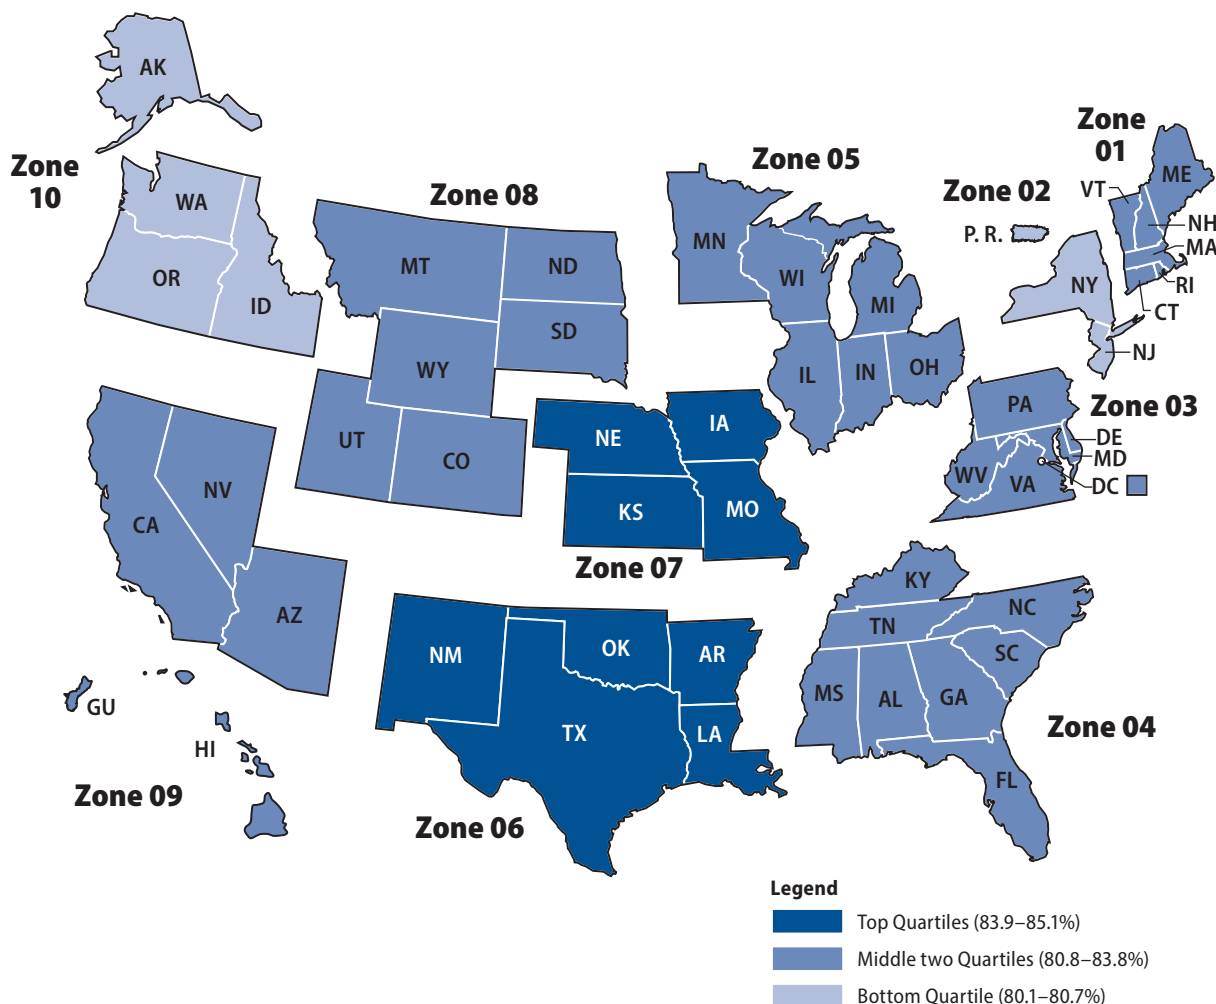 AK
Zone
10
WA
OR
ID
Zone 08
MT
ND
SD
WY
UT
CO
Zone 05
MN
WI
MI
IL
IN
OH
Zone
01
ME
VT
NH
MA
RI
CT
Zone 02
P. R.
NY
NJ
Zone 03
PA
DE
MD
DC
WV
VA
NE
IA
KS
MO
Zone 07
CA
NV
AZ
GU
HI
Zone 09
NM
OK
AR
TX
LA
Zone 06
KY
NC
TN
SC
MS
AL
GA
FL
Zone 04
Legend
Top Quartiles (83.9–85.1%)
Middle two Quartiles (80.8–83.8%)
Bottom Quartile (80.1–80.7%)